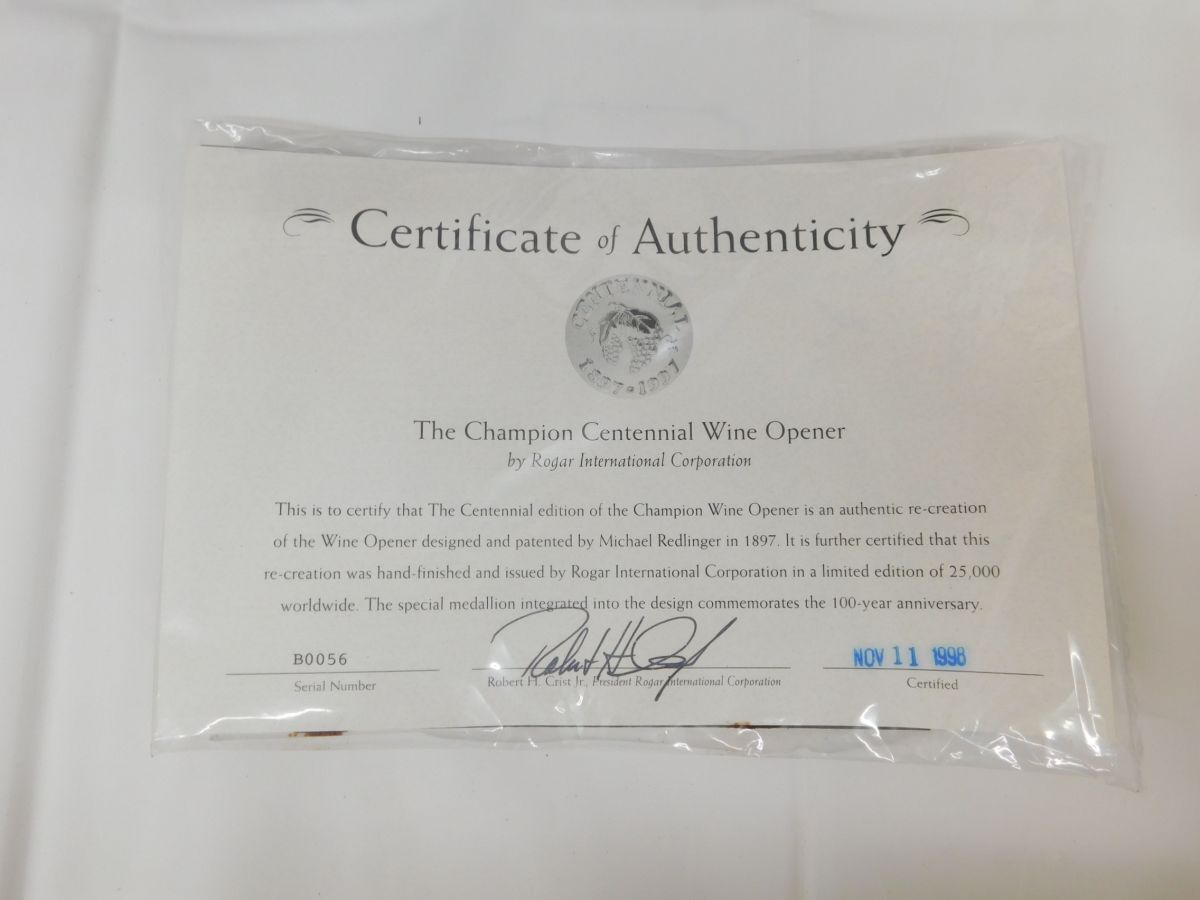 Certificate of Authenticity
CENTENNIAL
1897 • 1997
The Champion Centennial Wine Opener
by Rogar International Corporation
This is to certify that The Centennial edition of the Champion Wine Opener is an authentic re-creation
of the Wine Opener designed and patented by Michael Redlinger in 1897. It is further certified that this
re-creation was hand-finished and issued by Rogar International Corporation in a limited edition of 25,000
worldwide. The special medallion integrated into the design commemorates the 100-year anniversary.
B0056
Serial Number
Robert H. Crist Jr., President Rogar International Corporation
NOV 11 1998
Certified